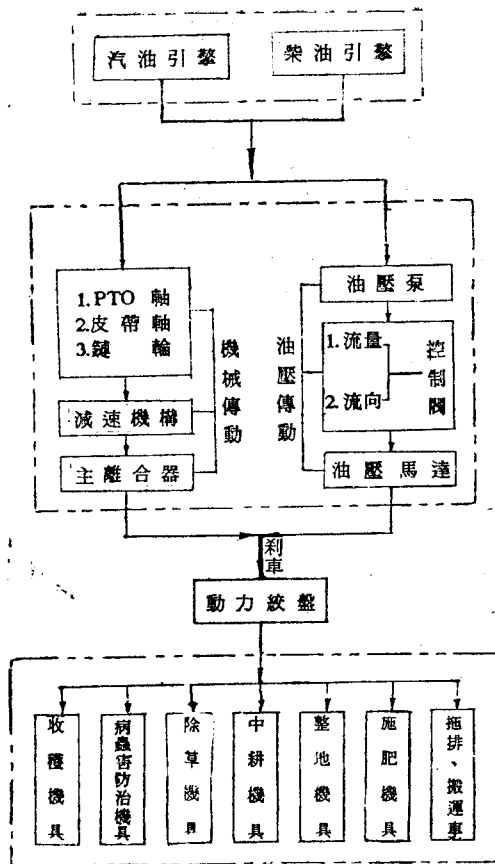 汽油引擎
柴油引擎
1.PTO 軸
2.皮帶軸
3.鏈輪
減速機構
主離合器
機械傳動
油壓傳動
油壓泵
1.流量
2.流向
控制閥
油壓馬達
剎車
動力絞盤
收穫機具
病蟲害防治機具
除草機具
中耕機具
整地機具
施肥機具
拖排、搬運車